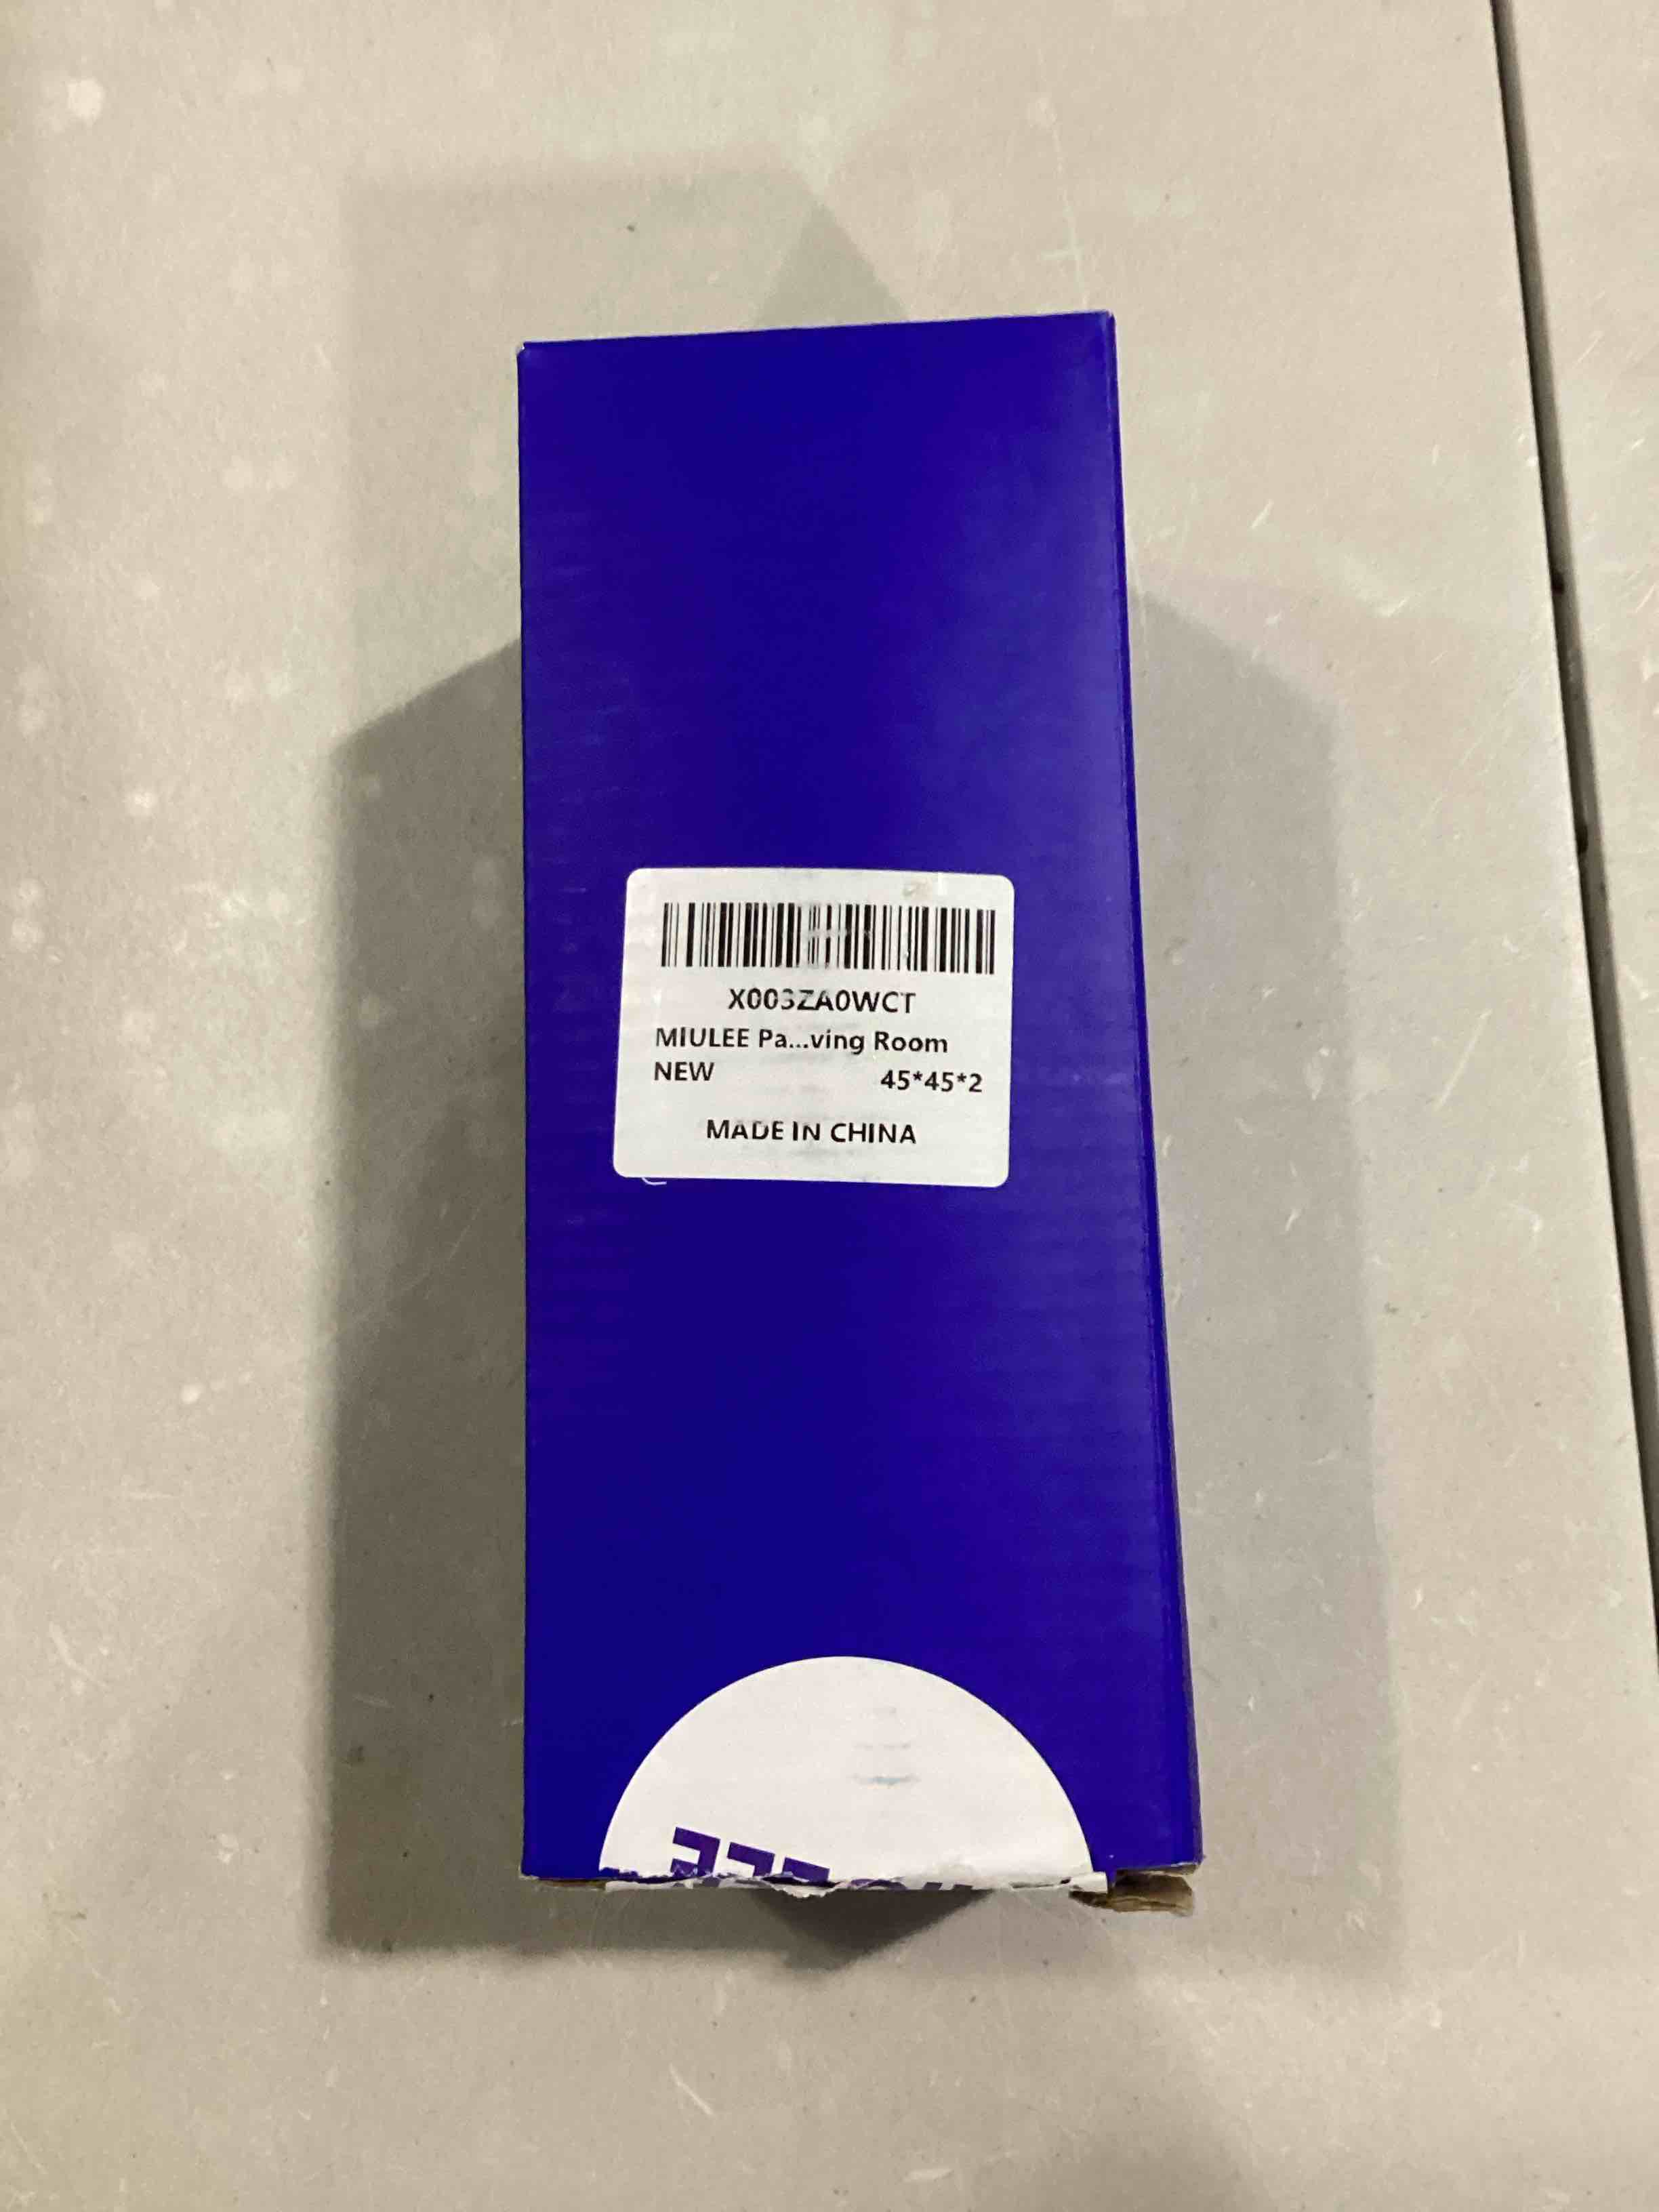 X003ZA0WCT
MIULEE Pa...ving Room
NEW 45*45*2
MADE IN CHINA